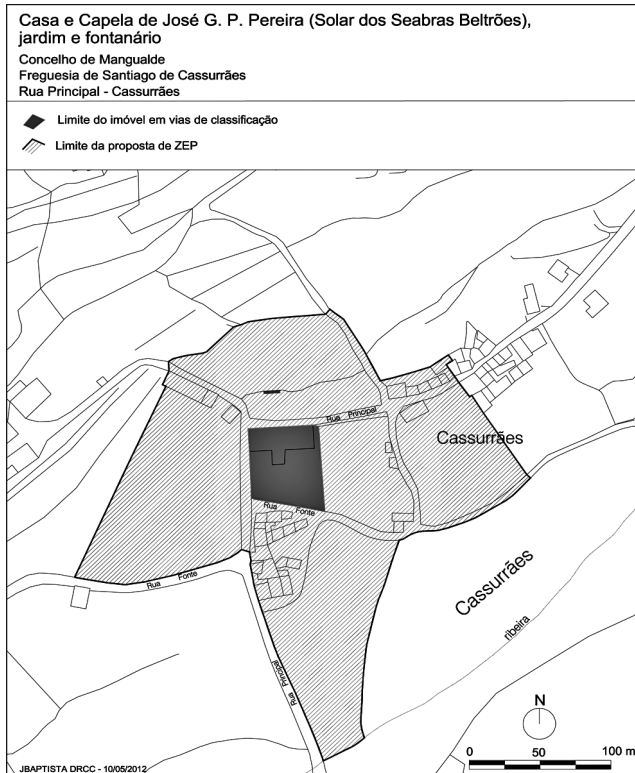 Casa e Capela de José G. P. Pereira (Solar dos Seabras Beltrões),
jardim e fontanário
Concelho de Mangualde
Freguesia de Santiago de Cassurrães
Rua Principal - Cassurrães
Limite do imóvel em vias de classificação
Limite da proposta de ZEP
Rua Principal
Cassurrães
Rua Fonte
Cassurrães
Rua Fonte
ribeira
Rua Principal
N
0 50 100 m
JBAPTISTA DRCC - 10/05/2012